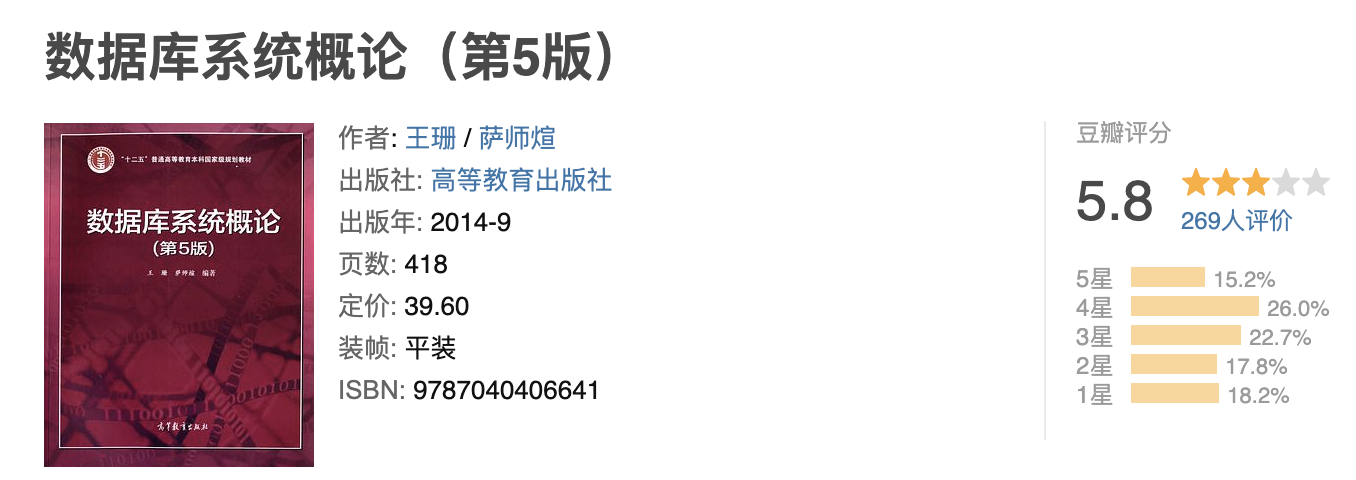 数据库系统概论（第5版）
"十二五"普通高等教育本科国家级规划教材
数据库系统概论
(第5版)
王 珊 萨师煊 编著
高等教育出版社
作者: 王珊 / 萨师煊
出版社: 高等教育出版社
出版年: 2014-9
页数: 418
定价: 39.60
装帧: 平装
ISBN: 9787040406641
豆瓣评分
5.8
269人评价
5星 15.2%
4星 26.0%
3星 22.7%
2星 17.8%
1星 18.2%